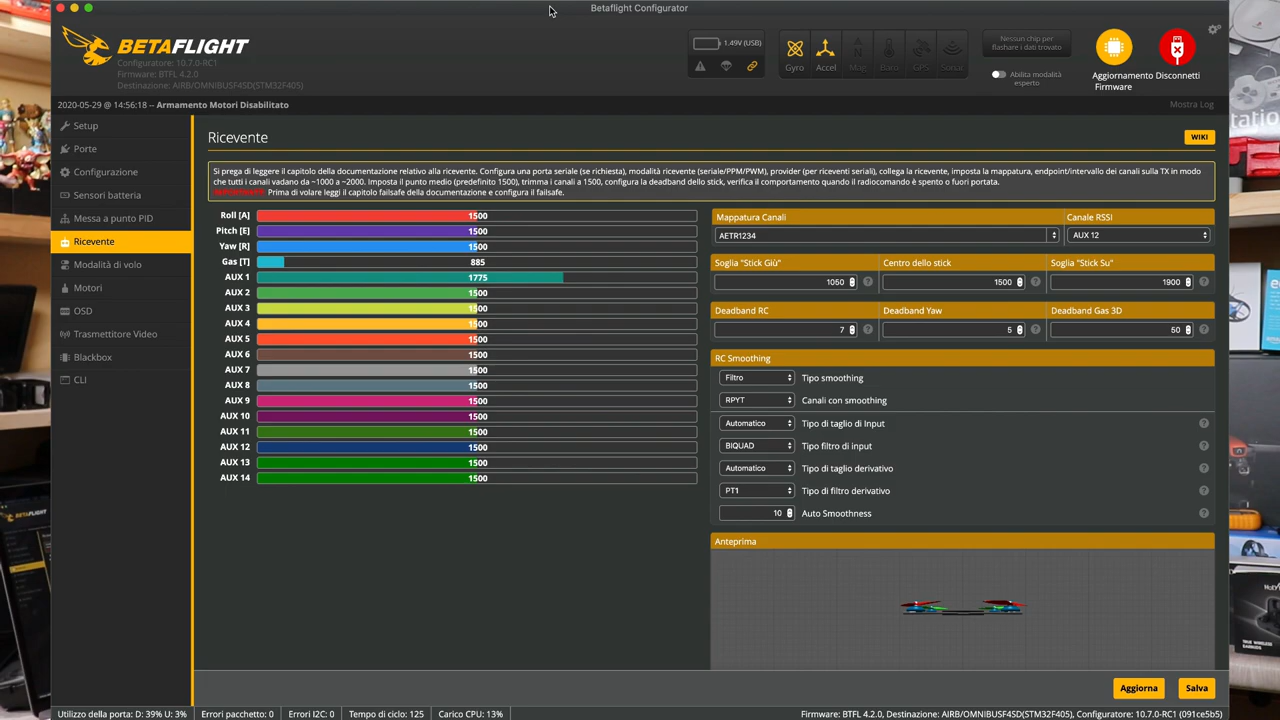 Betaflight Configurator
BETAFLIGHT
Configuratore: 10.7.0-RC1
Firmware: BTFL 4.2.0
Destinazione: AIRB/OMNIBUSF4SD(STM32F405)
1.49V (USB)
Gyro
Accel
Mag
Baro
GPS
Sonar
Nessun chip per
flashare i dati trovato
Abilita modalità
esperto
Aggiornamento
Firmware
Disconnetti
2020-05-29 @ 14:56:18 -- Armamento Motori Disabilitato
Mostra Log
Setup
Porte
Configurazione
Sensori batteria
Messa a punto PID
Ricevente
Modalità di volo
Motori
OSD
Trasmettitore Video
Blackbox
CLI
Ricevente
WIKI
Si prega di leggere il capitolo della documentazione relativo alla ricevente. Configura una porta seriale (se richiesta), modalità ricevente (seriale/PPM/PWM), provider (per riceventi seriali), collega la ricevente, imposta la mappatura, endpoint/intervallo dei canali sulla TX in modo
che tutti i canali vadano da ~1000 a ~2000. Imposta il punto medio (predefinito 1500), trimma i canali a 1500, configura la deadband dello stick, verifica il comportamento quando il radiocomando è spento o fuori portata.
Prima di volare leggi il capitolo failsafe della documentazione e configura il failsafe.
Roll [A] 1500
Pitch [E] 1500
Yaw [R] 1500
Gas [T] 885
AUX 1 1775
AUX 2 1500
AUX 3 1500
AUX 4 1500
AUX 5 1500
AUX 6 1500
AUX 7 1500
AUX 8 1500
AUX 9 1500
AUX 10 1500
AUX 11 1500
AUX 12 1500
AUX 13 1500
AUX 14 1500
Mappatura Canali
Canale RSSI
AETR1234
AUX 12
Soglia "Stick Giù"
Centro dello stick
Soglia "Stick Su"
1050
1500
1900
Deadband RC
Deadband Yaw
Deadband Gas 3D
7
5
50
RC Smoothing
Filtro Tipo smoothing
RPYT Canali con smoothing
Automatico Tipo di taglio di Input
BIQUAD Tipo filtro di input
Automatico Tipo di taglio derivativo
PT1 Tipo di filtro derivativo
10 Auto Smoothness
Anteprima
Aggiorna
Salva
Utilizzo della porta: D: 39% U: 3%
Errori pacchetto: 0
Errori I2C: 0
Tempo di ciclo: 125
Carico CPU: 13%
Firmware: BTFL 4.2.0, Destinazione: AIRB/OMNIBUSF4SD(STM32F405), Configuratore: 10.7.0-RC1 (091ce5b5)